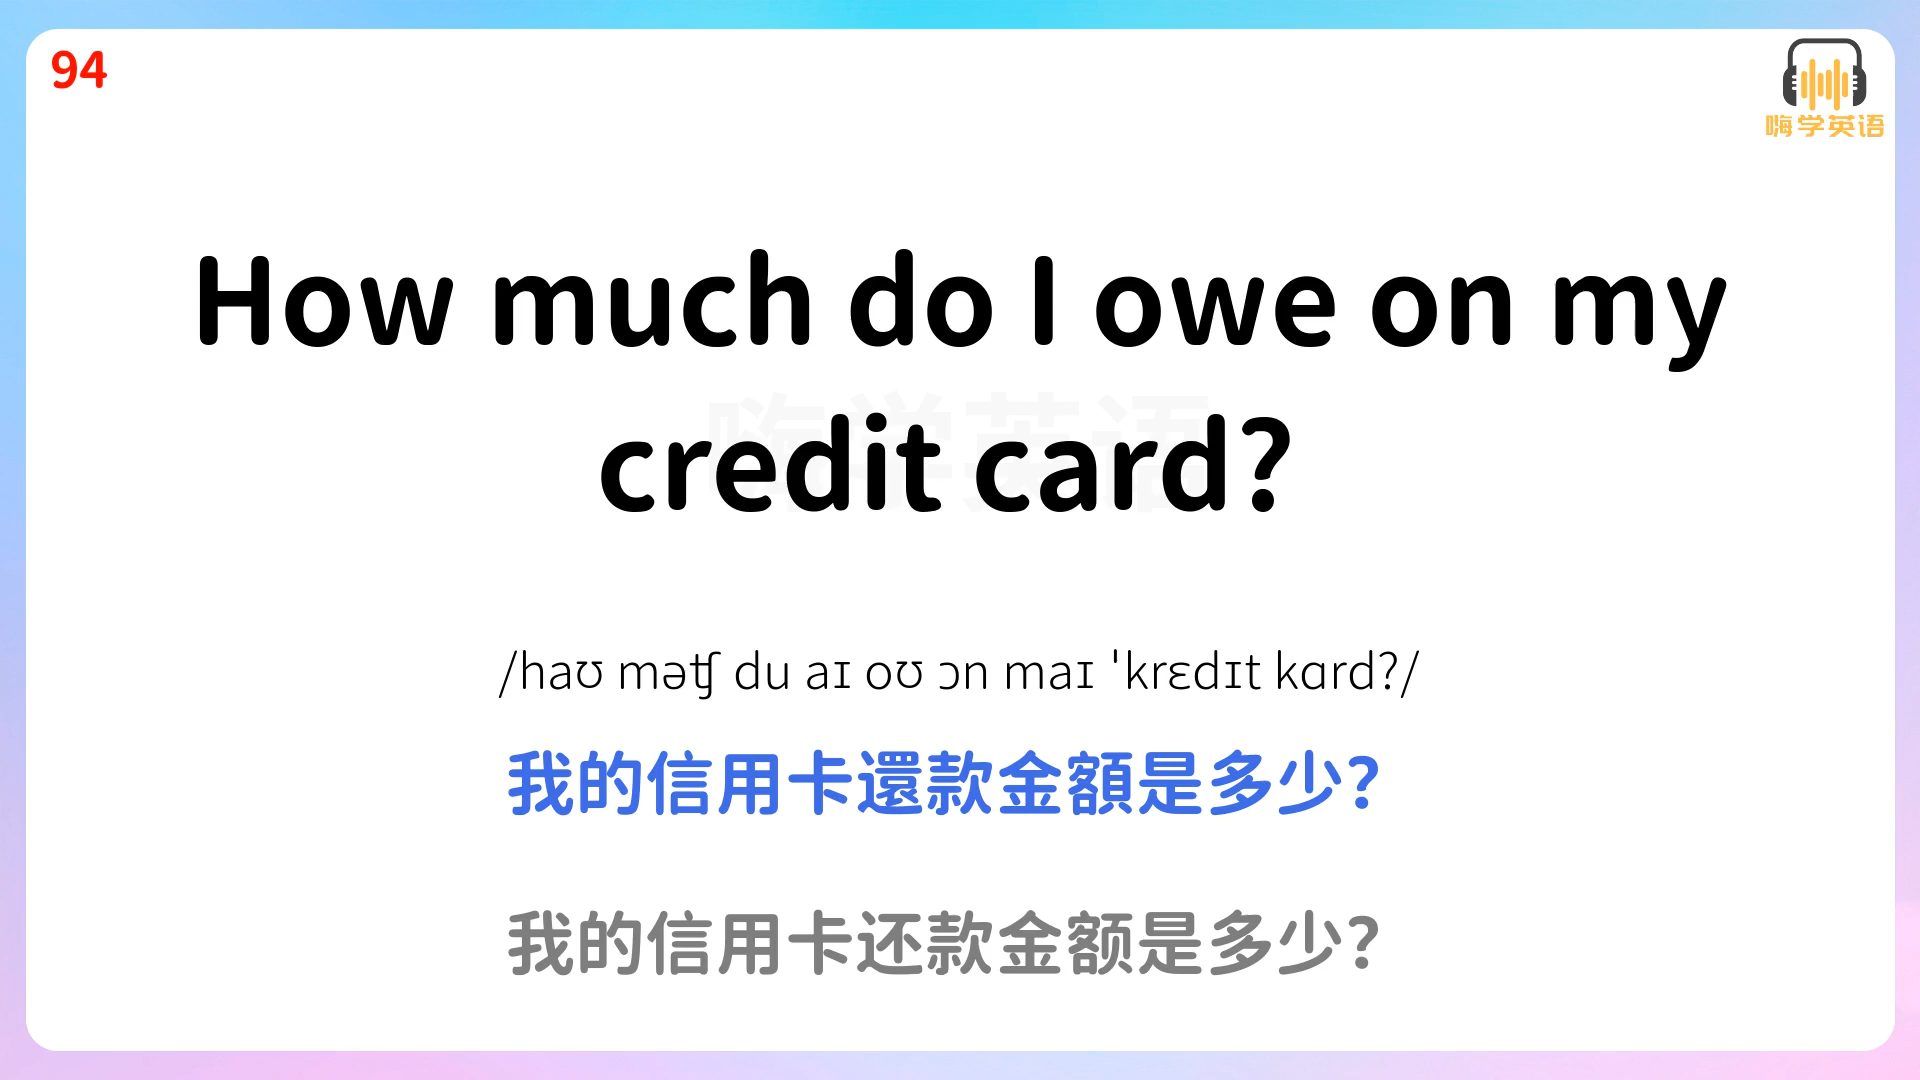 94
嗨学英语
How much do I owe on my
credit card?
/haʊ məʧ du aɪ oʊ ɔn maɪ ˈkrɛdɪt kɑrd?/
我的信用卡還款金額是多少？
我的信用卡还款金额是多少？